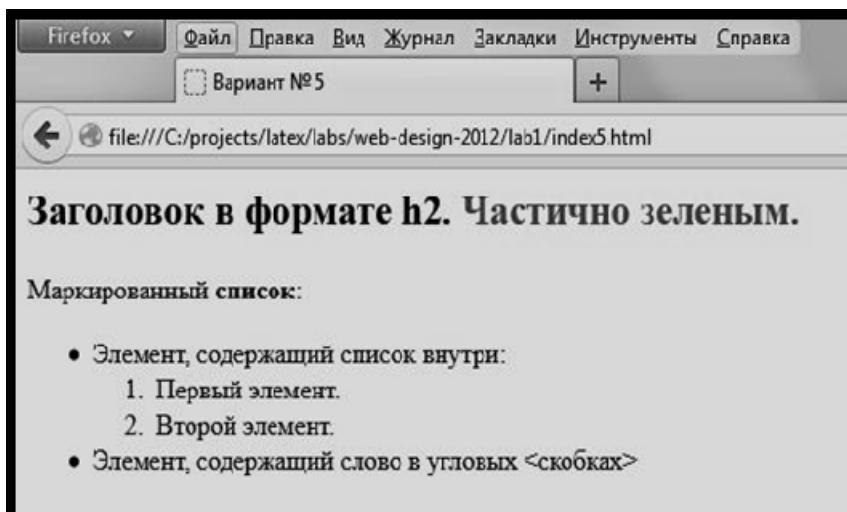 Firefox Файл Правка Вид Журнал Закладки Инструменты Справка
Вариант №5 +
file:///C:/projects/latex/labs/web-design-2012/lab1/index5.html
Заголовок в формате h2. Частично зеленым.
Маркированный список:
• Элемент, содержащий список внутри:
1. Первый элемент.
2. Второй элемент.
• Элемент, содержащий слово в угловых <скобках>